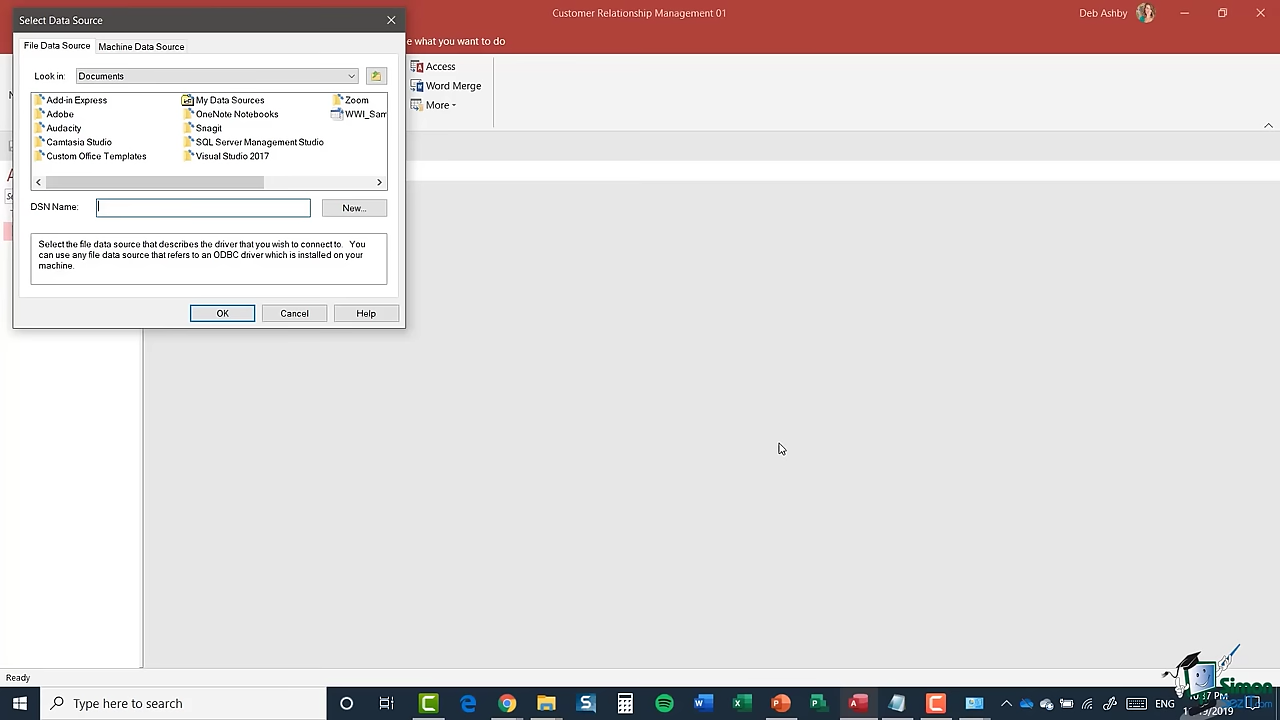 Select Data Source
Customer Relationship Management 01
Deb Ashby
File Data Source
Machine Data Source
e what you want to do
Look in:
Documents
Access
Word Merge
More
Add-in Express
Adobe
Audacity
Camtasia Studio
Custom Office Templates
My Data Sources
OneNote Notebooks
Snagit
SQL Server Management Studio
Visual Studio 2017
Zoom
WWI_Sam
DSN Name:
New...
Select the file data source that describes the driver that you wish to connect to. You
can use any file data source that refers to an ODBC driver which is installed on your
machine.
OK
Cancel
Help
Ready
Type here to search
ENG
Simon